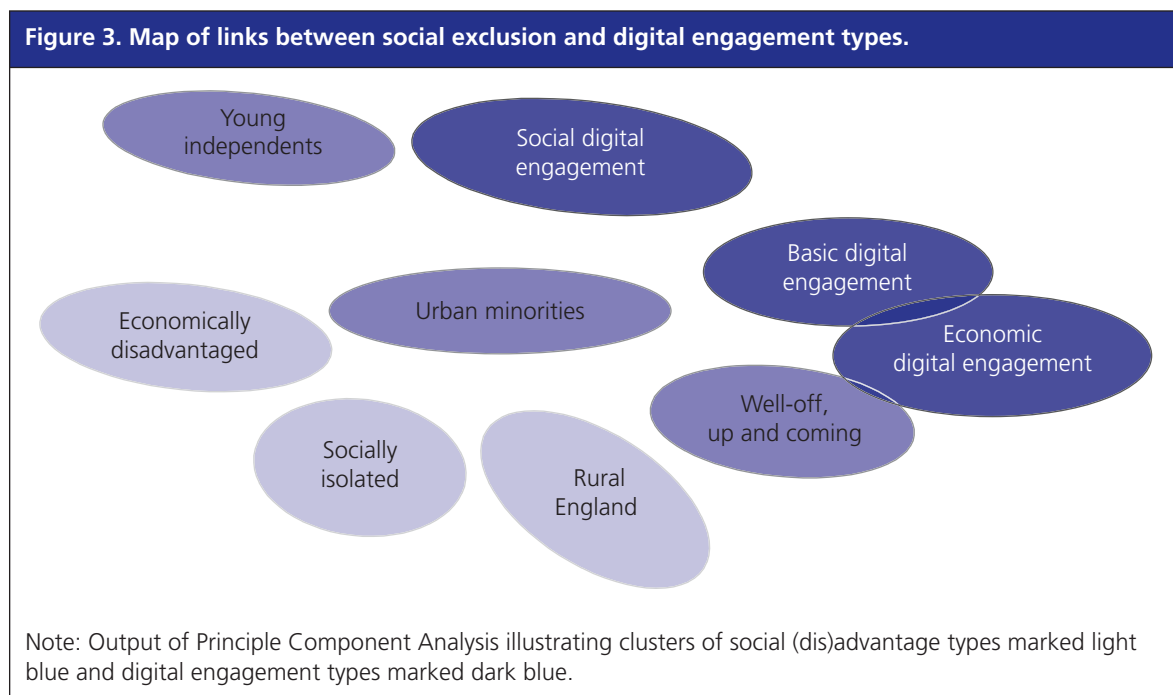 Figure 3. Map of links between social exclusion and digital engagement types.
Young
independents
Social digital
engagement
Basic digital
engagement
Urban minorities
Economically
disadvantaged
Economic
digital engagement
Well-off,
up and coming
Socially
isolated
Rural
England
Note: Output of Principle Component Analysis illustrating clusters of social (dis)advantage types marked light
blue and digital engagement types marked dark blue.